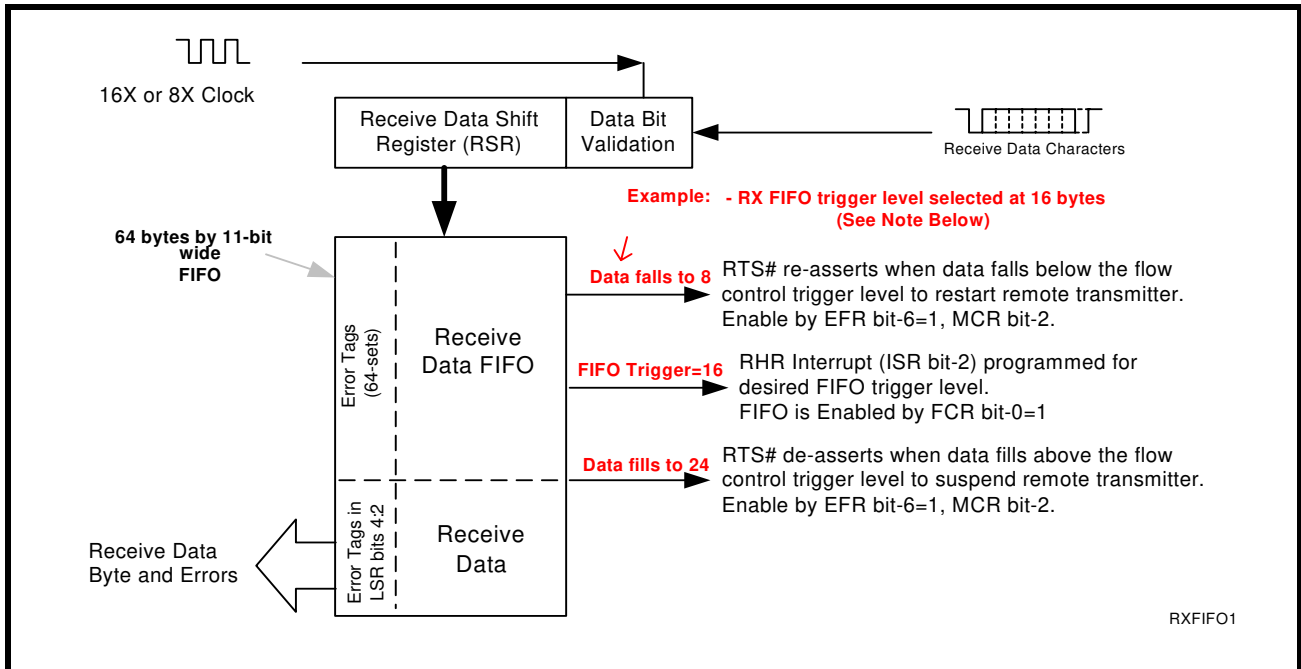 16X or 8X Clock
Receive Data Shift
Register (RSR)
Data Bit
Validation
Receive Data Characters
Example: - RX FIFO trigger level selected at 16 bytes
(See Note Below)
64 bytes by 11-bit
wide
FIFO
Error Tags
(64-sets)
Receive
Data FIFO
Data falls to 8
RTS# re-asserts when data falls below the flow
control trigger level to restart remote transmitter.
Enable by EFR bit-6=1, MCR bit-2.
FIFO Trigger=16
RHR Interrupt (ISR bit-2) programmed for
desired FIFO trigger level.
FIFO is Enabled by FCR bit-0=1
Data fills to 24
RTS# de-asserts when data fills above the flow
control trigger level to suspend remote transmitter.
Enable by EFR bit-6=1, MCR bit-2.
Error Tags in
LSR bits 4:2
Receive
Data
Receive Data
Byte and Errors
RXFIFO1